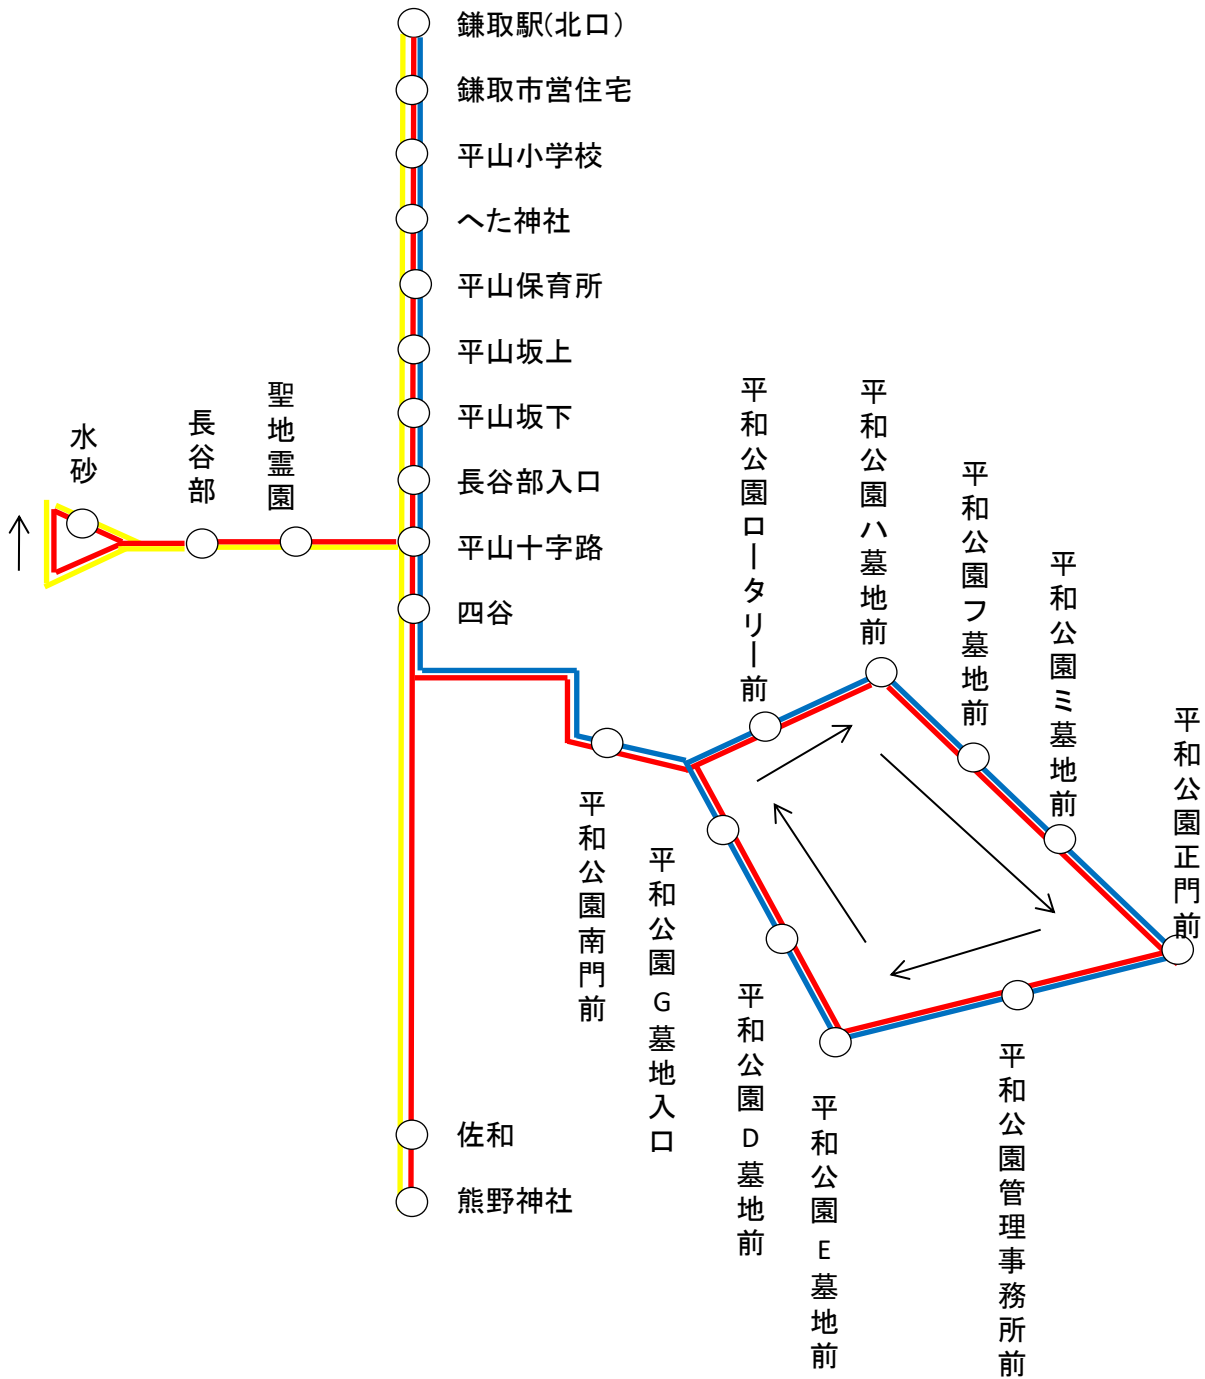 鎌取駅(北口)
鎌取市営住宅
平山小学校
へた神社
平山保育所
平山坂上
平山坂下
長谷部入口
平山十字路
四谷
水砂
長谷部
聖地霊園
平和公園ロータリー前
平和公園ハ墓地前
平和公園フ墓地前
平和公園ミ墓地前
平和公園正門前
平和公園南門前
平和公園G墓地入口
平和公園D墓地前
平和公園E墓地前
平和公園管理事務所前
佐和
熊野神社